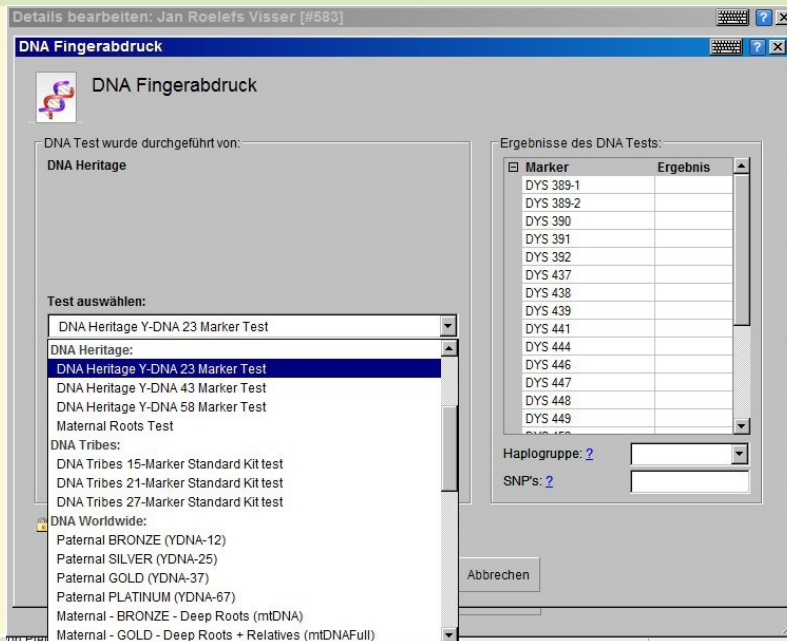 Details bearbeiten: Jan Roelefs Visser [#583]
DNA Fingerabdruck
DNA Fingerabdruck
DNA Test wurde durchgeführt von:
DNA Heritage
Test auswählen:
DNA Heritage Y-DNA 23 Marker Test
DNA Heritage:
DNA Heritage Y-DNA 23 Marker Test
DNA Heritage Y-DNA 43 Marker Test
DNA Heritage Y-DNA 58 Marker Test
Maternal Roots Test
DNA Tribes:
DNA Tribes 15-Marker Standard Kit test
DNA Tribes 21-Marker Standard Kit test
DNA Tribes 27-Marker Standard Kit test
DNA Worldwide:
Paternal BRONZE (YDNA-12)
Paternal SILVER (YDNA-25)
Paternal GOLD (YDNA-37)
Paternal PLATINUM (YDNA-67)
Maternal - BRONZE - Deep Roots (mtDNA)
Maternal - GOLD - Deep Roots + Relatives (mtDNAFull)
Ergebnisse des DNA Tests:
Marker Ergebnis
DYS 389-1
DYS 389-2
DYS 390
DYS 391
DYS 392
DYS 437
DYS 438
DYS 439
DYS 441
DYS 444
DYS 446
DYS 447
DYS 448
DYS 449
Haplogruppe: ?
SNP's: ?
Abbrechen